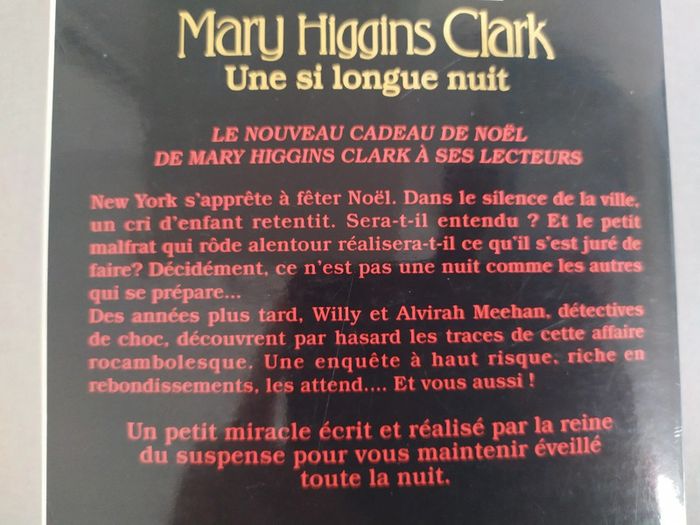 Mary Higgins Clark
Une si longue nuit
LE NOUVEAU CADEAU DE NOËL
DE MARY HIGGINS CLARK À SES LECTEURS
New York s'apprête à fêter Noël. Dans le silence de la ville,
un cri d'enfant retentit. Sera-t-il entendu ? Et le petit
malfrat qui rôde alentour réalisera-t-il ce qu'il s'est juré de
faire? Décidément, ce n'est pas une nuit comme les autres
qui se prépare...
Des années plus tard, Willy et Alvirah Meehan, détectives
de choc, découvrent par hasard les traces de cette affaire
rocambolesque. Une enquête à haut risque, riche en
rebondissements, les attend.... Et vous aussi !
Un petit miracle écrit et réalisé par la reine
du suspense pour vous maintenir éveillé
toute la nuit.